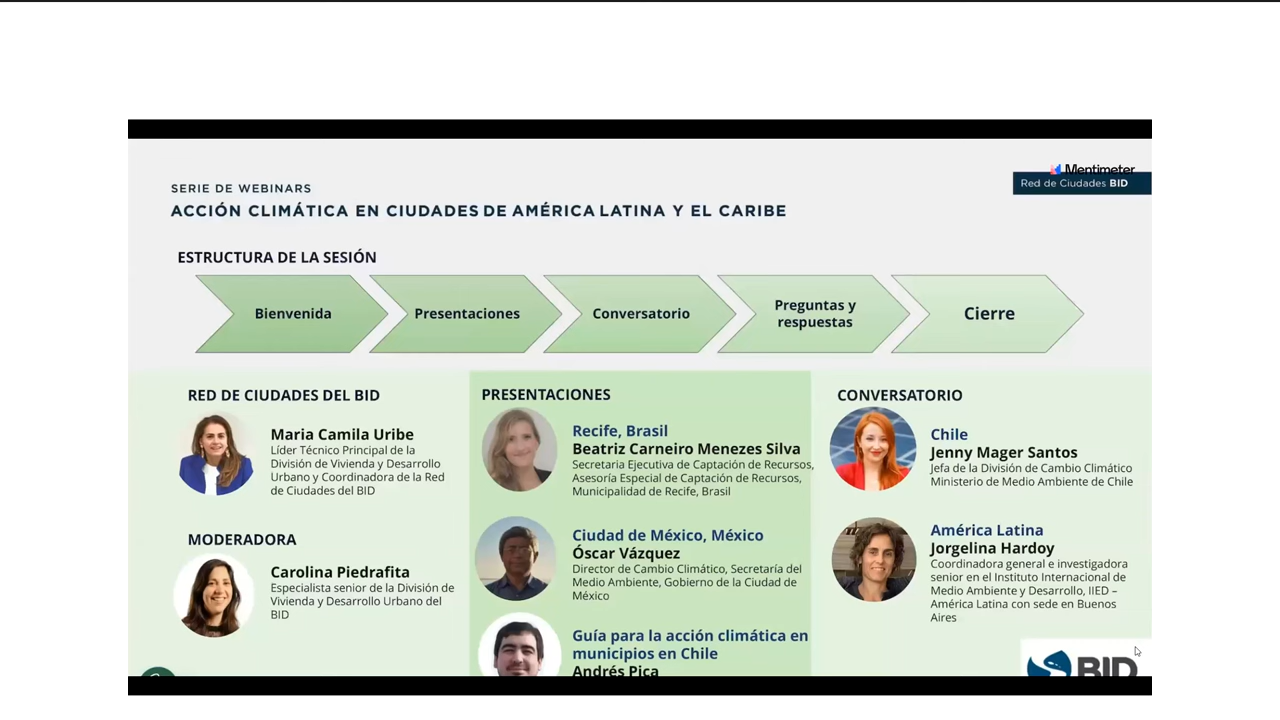 Mentimeter
Red de Ciudades BID
SERIE DE WEBINARS
ACCIÓN CLIMÁTICA EN CIUDADES DE AMÉRICA LATINA Y EL CARIBE
ESTRUCTURA DE LA SESIÓN
Bienvenida
Presentaciones
Conversatorio
Preguntas y
respuestas
Cierre
RED DE CIUDADES DEL BID
Maria Camila Uribe
Líder Técnico Principal de la
División de Vivienda y Desarrollo
Urbano y Coordinadora de la Red
de Ciudades del BID
MODERADORA
Carolina Piedrafita
Especialista senior de la División de
Vivienda y Desarrollo Urbano del
BID
PRESENTACIONES
Recife, Brasil
Beatriz Carneiro Menezes Silva
Secretaria Ejecutiva de Captación de Recursos,
Asesoría Especial de Captación de Recursos,
Municipalidad de Recife, Brasil
Ciudad de México, México
Óscar Vázquez
Director de Cambio Climático, Secretaría del
Medio Ambiente, Gobierno de la Ciudad de
México
Guía para la acción climática en
municipios en Chile
Andrés Pica
CONVERSATORIO
Chile
Jenny Mager Santos
Jefa de la División de Cambio Climático
Ministerio de Medio Ambiente de Chile
América Latina
Jorgelina Hardoy
Coordinadora general e investigadora
senior en el Instituto Internacional de
Medio Ambiente y Desarrollo, IIED –
América Latina con sede en Buenos
Aires
BID